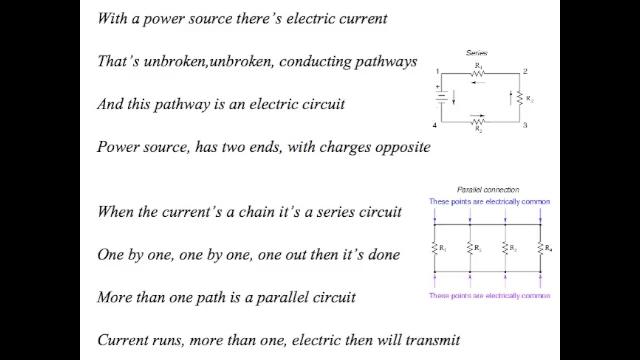 With a power source there's electric current
That's unbroken,unbroken, conducting pathways
Series
R1
1
2
+
-
R2
4
3
And this pathway is an electric circuit
Power source, has two ends, with charges opposite
Parallel connection
These points are electrically common
When the current's a chain it's a series circuit
One by one, one by one, one out then it's done
R1
R4
More than one path is a parallel circuit
These points are electrically common
Current runs, more than one, electric then will transmit